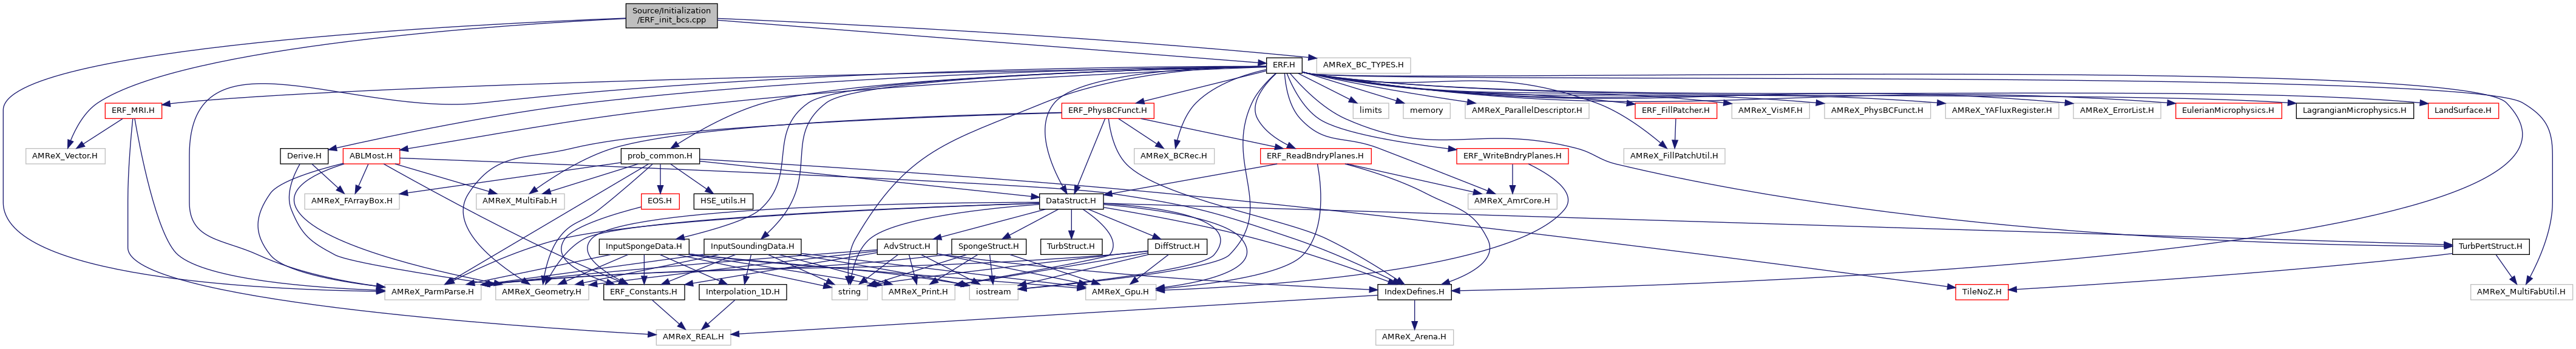 Source/Initialization
/ERF_init_bcs.cpp
ERF.H
AMReX_BC_TYPES.H
ERF_MRI.H
ERF_PhysBCFunct.H
limits
memory
AMReX_ParallelDescriptor.H
ERF_FillPatcher.H
AMReX_VisMF.H
AMReX_PhysBCFunct.H
AMReX_YAFluxRegister.H
AMReX_ErrorList.H
EulerianMicrophysics.H
LagrangianMicrophysics.H
LandSurface.H
AMReX_Vector.H
Derive.H
ABLMost.H
prob_common.H
AMReX_BCRec.H
ERF_ReadBndryPlanes.H
ERF_WriteBndryPlanes.H
AMReX_FillPatchUtil.H
AMReX_FArrayBox.H
AMReX_MultiFab.H
EOS.H
HSE_utils.H
DataStruct.H
AMReX_AmrCore.H
InputSpongeData.H
InputSoundingData.H
AdvStruct.H
SpongeStruct.H
TurbStruct.H
DiffStruct.H
TurbPertStruct.H
AMReX_ParmParse.H
AMReX_Geometry.H
ERF_Constants.H
Interpolation_1D.H
string
AMReX_Print.H
iostream
AMReX_Gpu.H
IndexDefines.H
TileNoZ.H
AMReX_MultiFabUtil.H
AMReX_REAL.H
AMReX_Arena.H